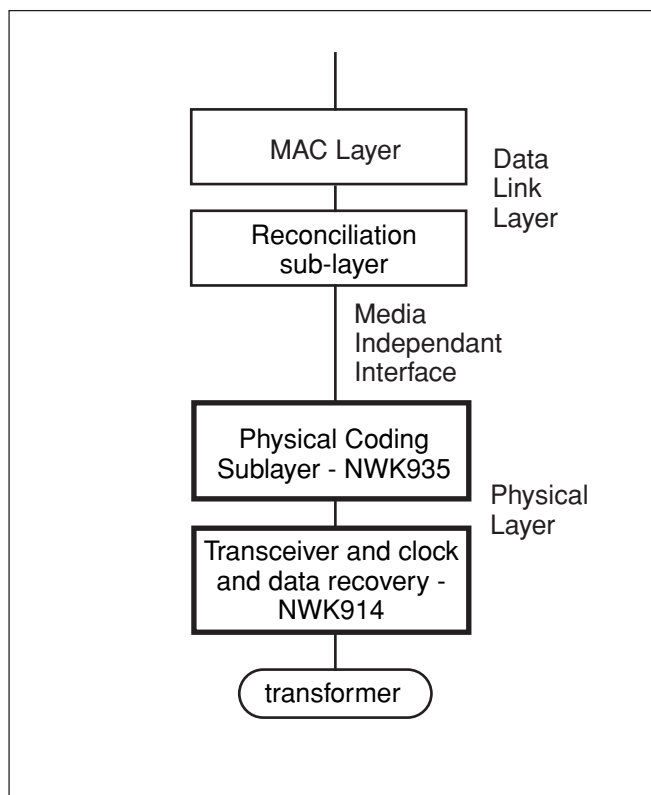 MAC Layer
Data
Link
Layer
Reconciliation
sub-layer
Media
Independant
Interface
Physical Coding
Sublayer - NWK935
Physical
Layer
Transceiver and clock
and data recovery -
NWK914
transformer